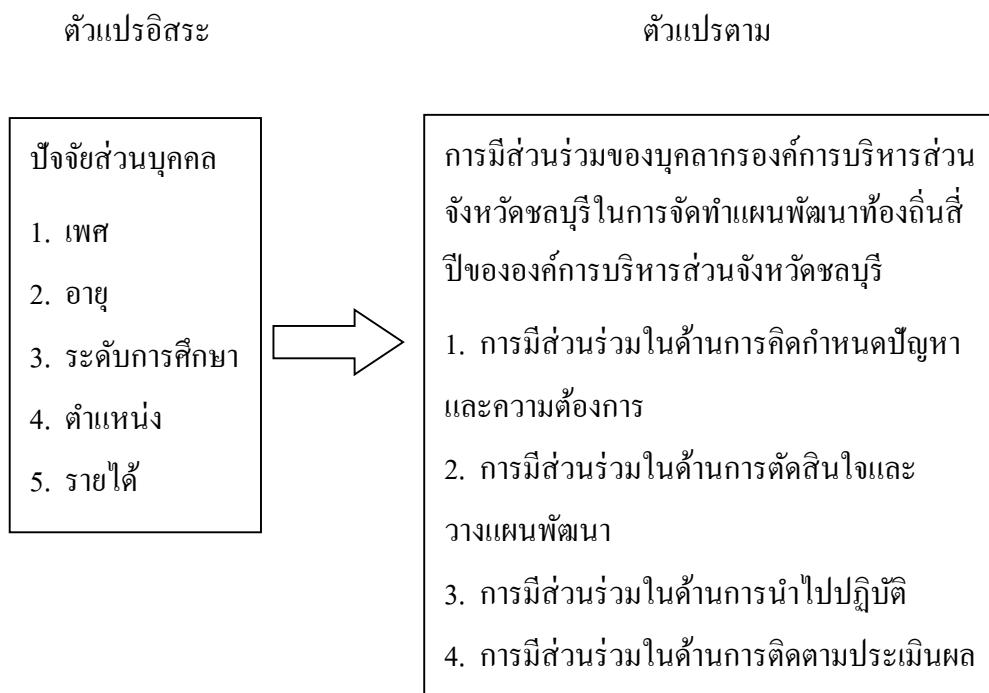 ตัวแปรอิสระ
ตัวแปรตาม
ปัจจัยส่วนบุคคล
1. เพศ
2. อายุ
3. ระดับการศึกษา
4. ตำแหน่ง
5. รายได้
การมีส่วนร่วมของบุคลากรองค์การบริหารส่วน
จังหวัดชลบุรีในการจัดทำแผนพัฒนาท้องถิ่นสี่
ปีขององค์การบริหารส่วนจังหวัดชลบุรี
1. การมีส่วนร่วมในด้านการคิดกำหนดปัญหา
และความต้องการ
2. การมีส่วนร่วมในด้านการตัดสินใจและ
วางแผนพัฒนา
3. การมีส่วนร่วมในด้านการนำไปปฏิบัติ
4. การมีส่วนร่วมในด้านการติดตามประเมินผล